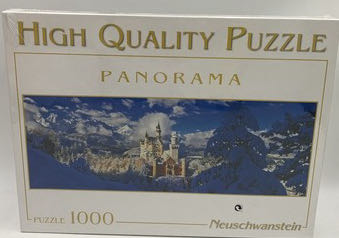 HIGH QUALITY PUZZLE
PANORAMA
PUZZLE 1000
Neuschwanstein